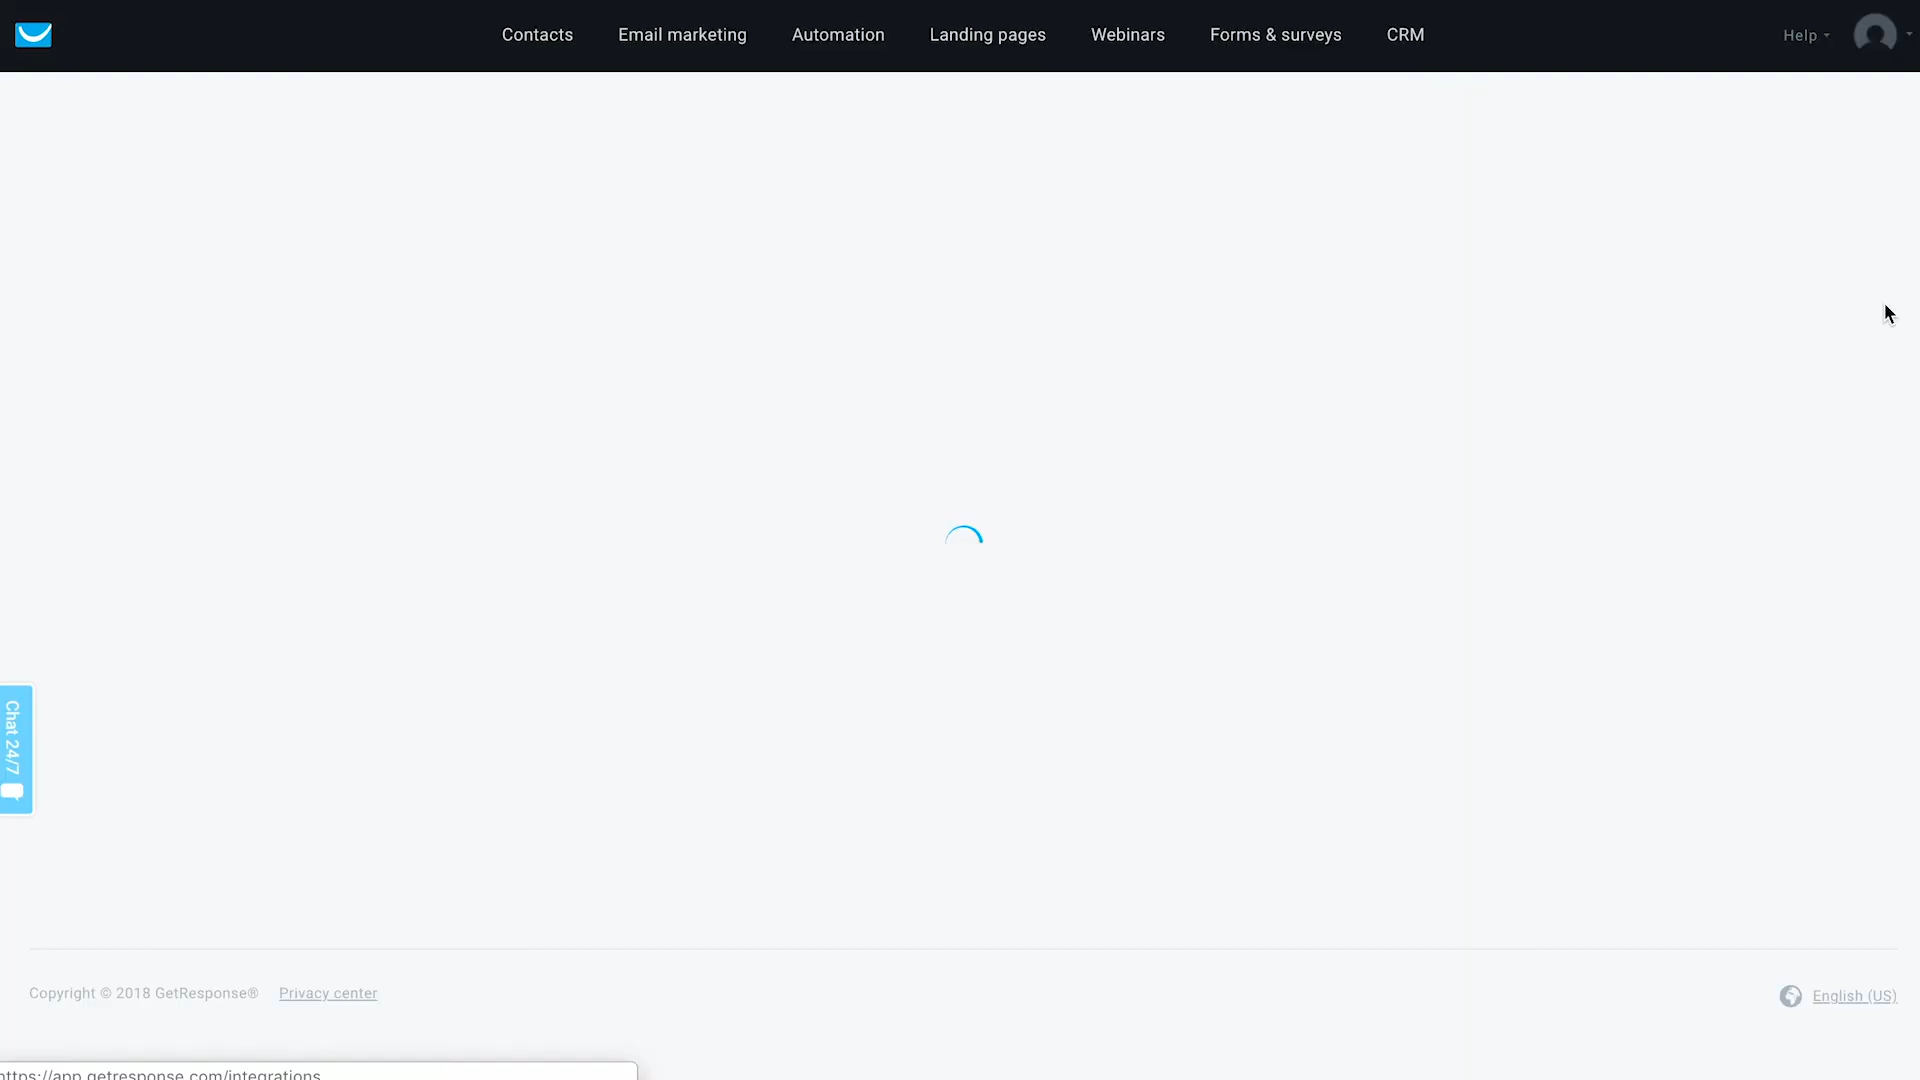 Contacts
Email marketing
Automation
Landing pages
Webinars
Forms & surveys
CRM
Help
Chat 24/7
Copyright © 2018 GetResponse®
Privacy center
English (US)
https://app.getresponse.com/integrations